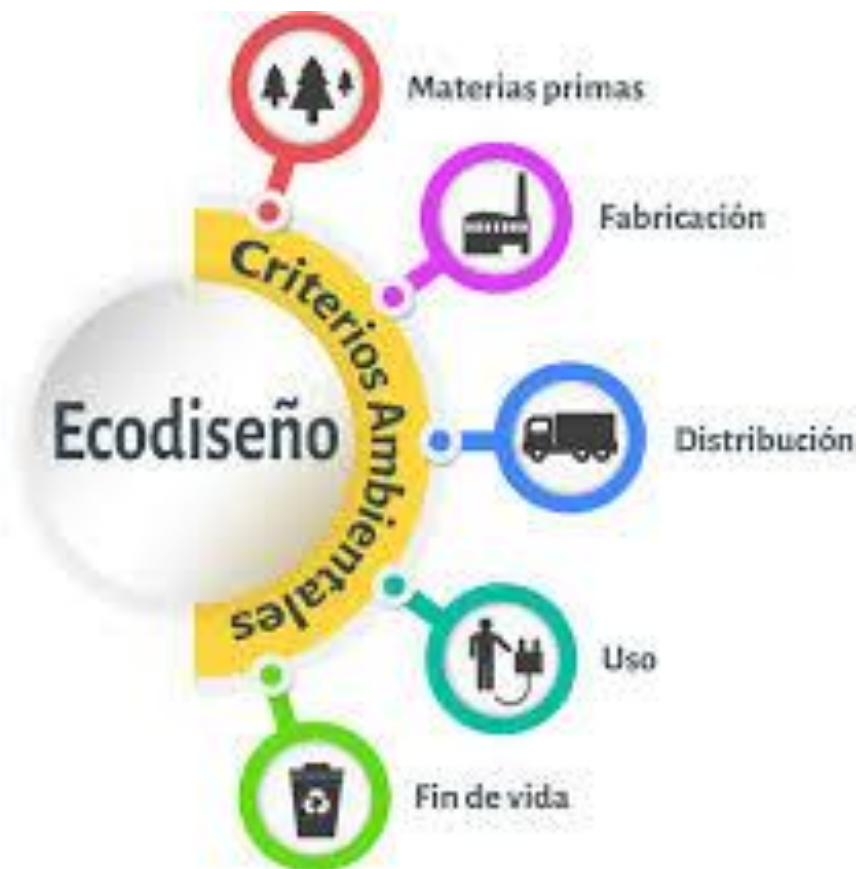 Materias primas
Fabricación
Criterios Ambientales
Ecodiseño
Distribución
Uso
Fin de vida